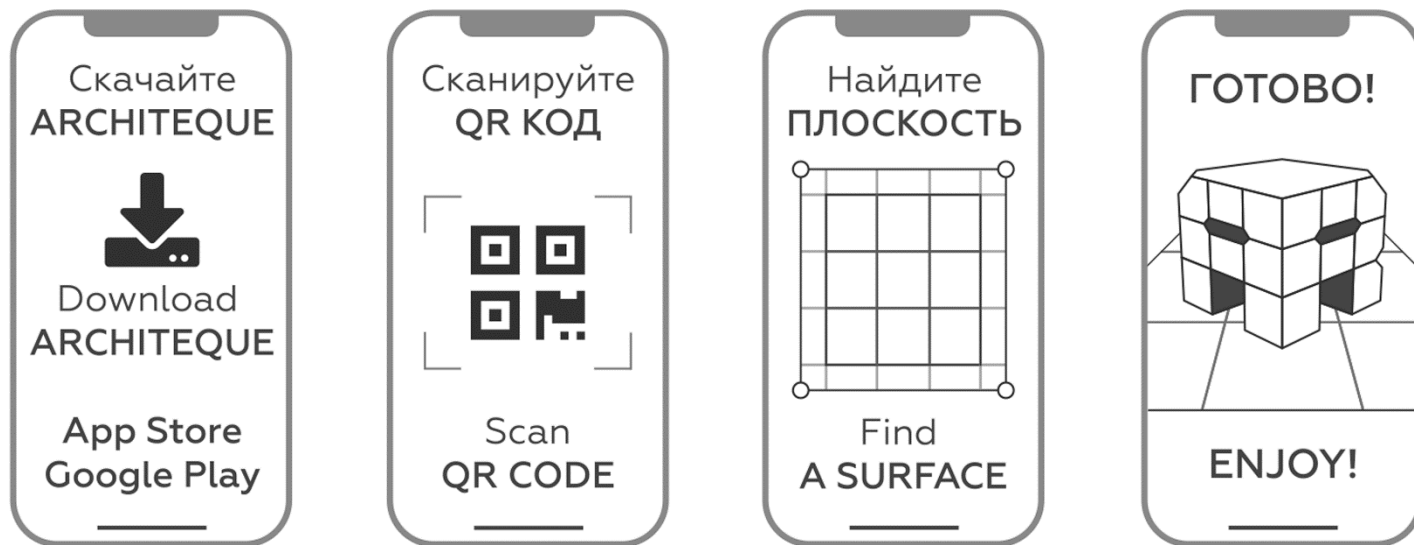 Скачайте
ARCHITEQUE
Download
ARCHITEQUE
App Store
Google Play
Сканируйте
QR КОД
Scan
QR CODE
Найдите
ПЛОСКОСТЬ
Find
A SURFACE
ГОТОВО!
ENJOY!